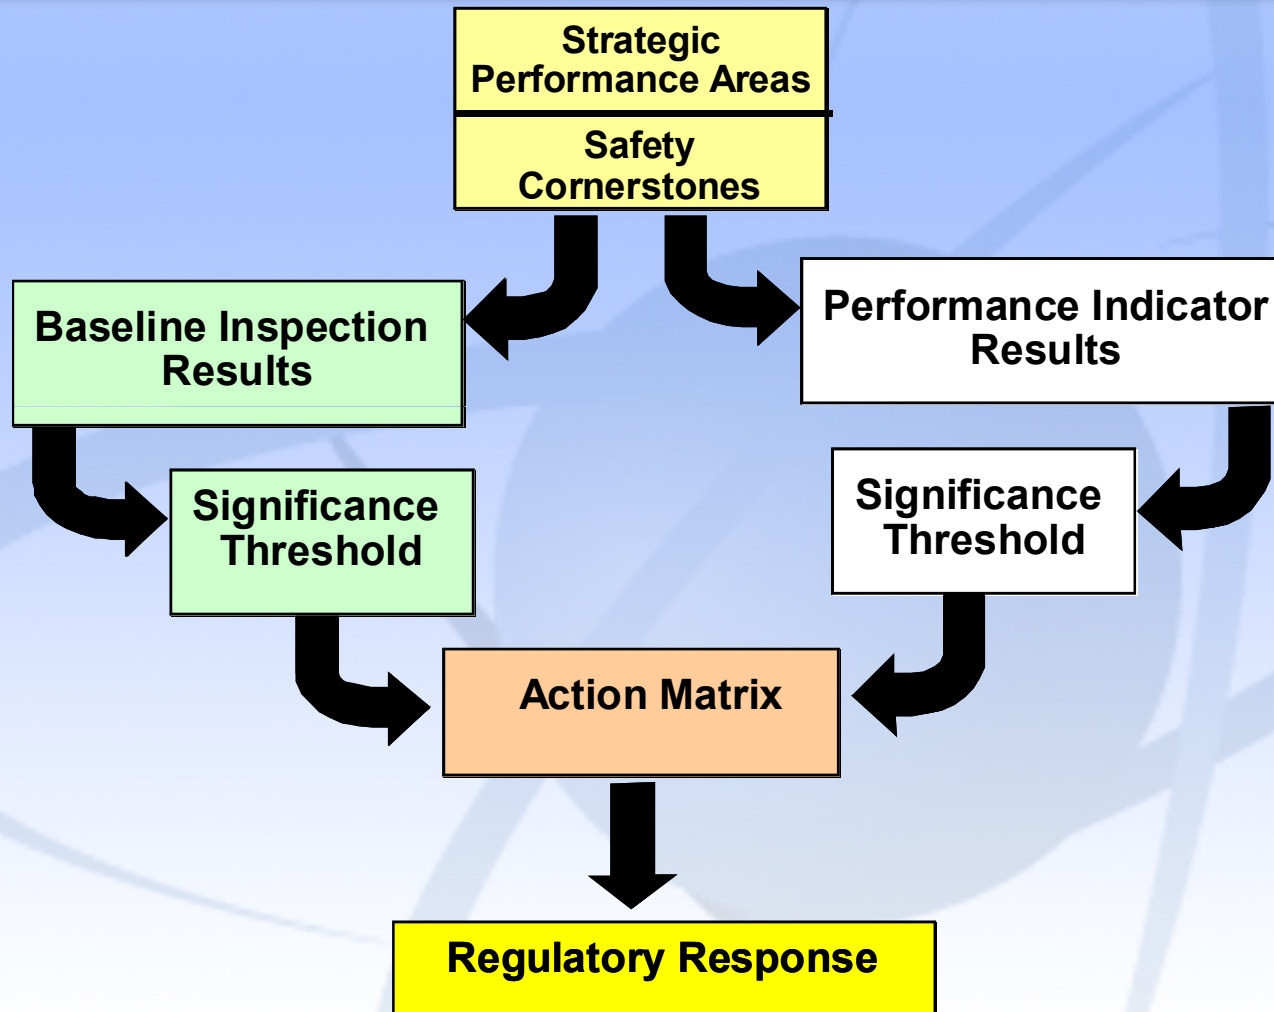 Strategic
Performance Areas
Safety
Cornerstones
Baseline Inspection
Results
Performance Indicator
Results
Significance
Threshold
Significance
Threshold
Action Matrix
Regulatory Response